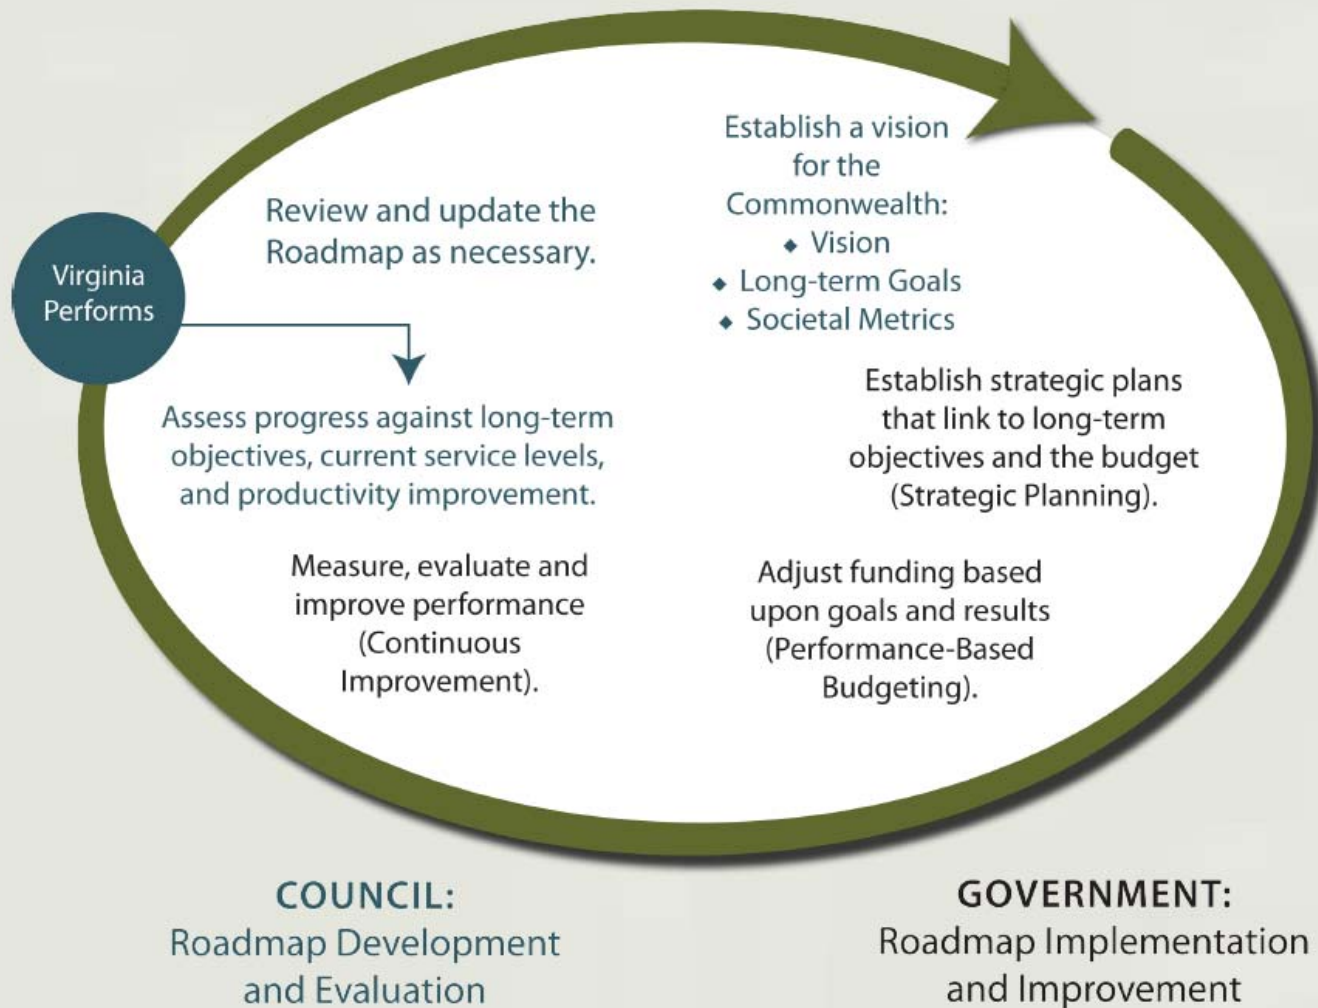 Establish a vision
for the
Commonwealth:
◆ Vision
◆ Long-term Goals
◆ Societal Metrics
Review and update the
Roadmap as necessary.
Virginia
Performs
Establish strategic plans
that link to long-term
objectives and the budget
(Strategic Planning).
Assess progress against long-term
objectives, current service levels,
and productivity improvement.
Measure, evaluate and
improve performance
(Continuous
Improvement).
Adjust funding based
upon goals and results
(Performance-Based
Budgeting).
COUNCIL:
Roadmap Development
and Evaluation
GOVERNMENT:
Roadmap Implementation
and Improvement